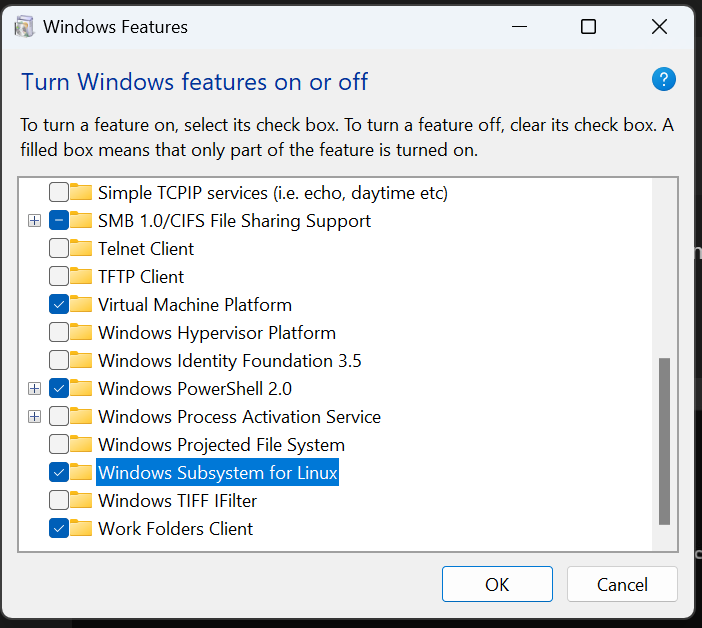 Windows Features
Turn Windows features on or off
To turn a feature on, select its check box. To turn a feature off, clear its check box. A
filled box means that only part of the feature is turned on.
Simple TCPIP services (i.e. echo, daytime etc)
SMB 1.0/CIFS File Sharing Support
Telnet Client
TFTP Client
Virtual Machine Platform
Windows Hypervisor Platform
Windows Identity Foundation 3.5
Windows PowerShell 2.0
Windows Process Activation Service
Windows Projected File System
Windows Subsystem for Linux
Windows TIFF IFilter
Work Folders Client
OK Cancel